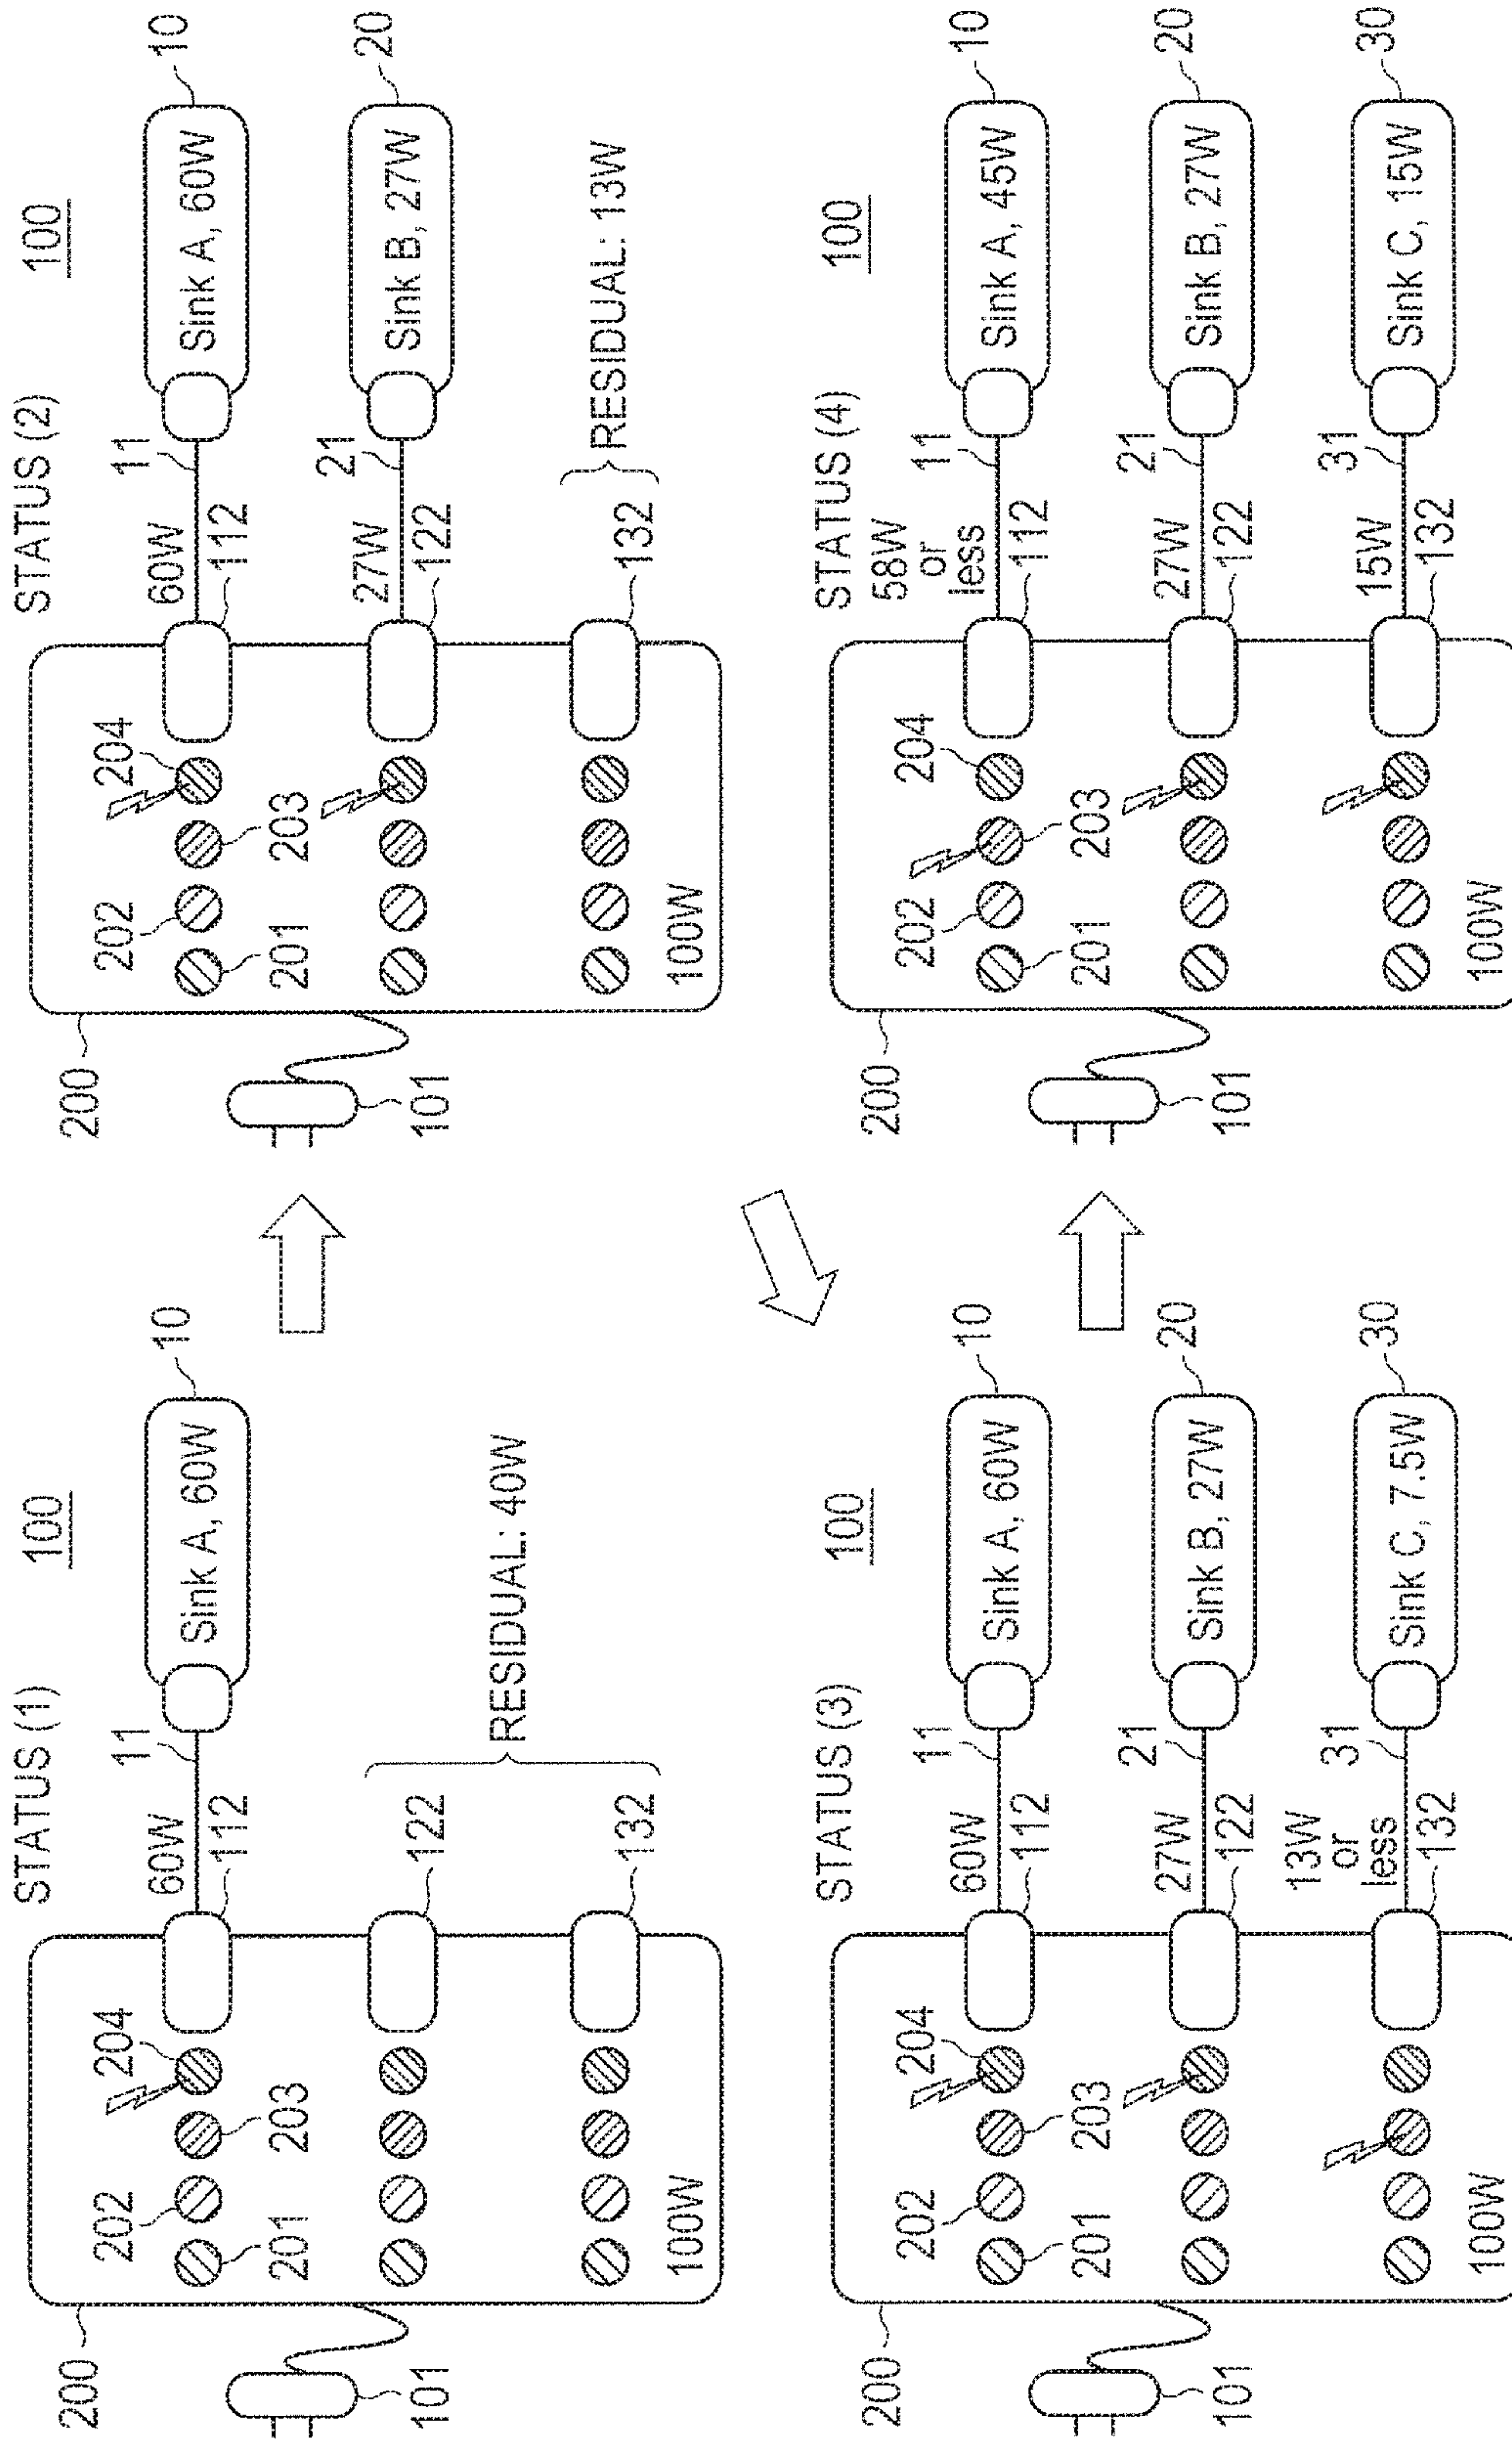 STATUS (1)
100
200
202
204
60W
11
10
Sink A, 60W
112
201
203
122
RESIDUAL: 40W
132
101
100W
STATUS (2)
100
200
202
204
60W
11
10
Sink A, 60W
112
201
203
27W
21
20
Sink B, 27W
122
RESIDUAL: 13W
132
101
100W
STATUS (3)
100
200
202
204
60W
11
10
Sink A, 60W
112
201
203
27W
21
20
Sink B, 27W
122
13W
or
less
31
30
Sink C, 7.5W
132
101
100W
STATUS (4)
100
200
202
204
58W
or
less
11
10
Sink A, 45W
112
201
203
27W
21
20
Sink B, 27W
122
15W
31
30
Sink C, 15W
132
101
100W